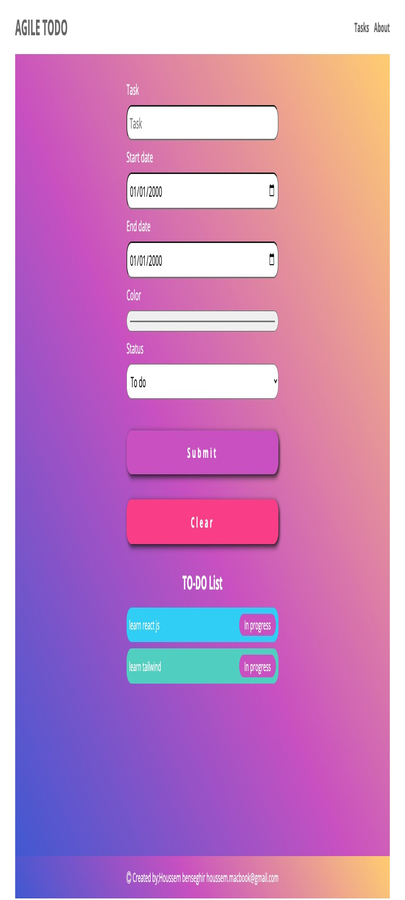 AGILE TODO
Tasks About
Task
Task
Start date
01/01/2000
End date
01/01/2000
Color
Status
To do
Submit
Clear
TO-DO List
learn react js
In progress
learn tailwind
In progress
© Created by;Houssem benseghir houssem.macbook@gmail.com